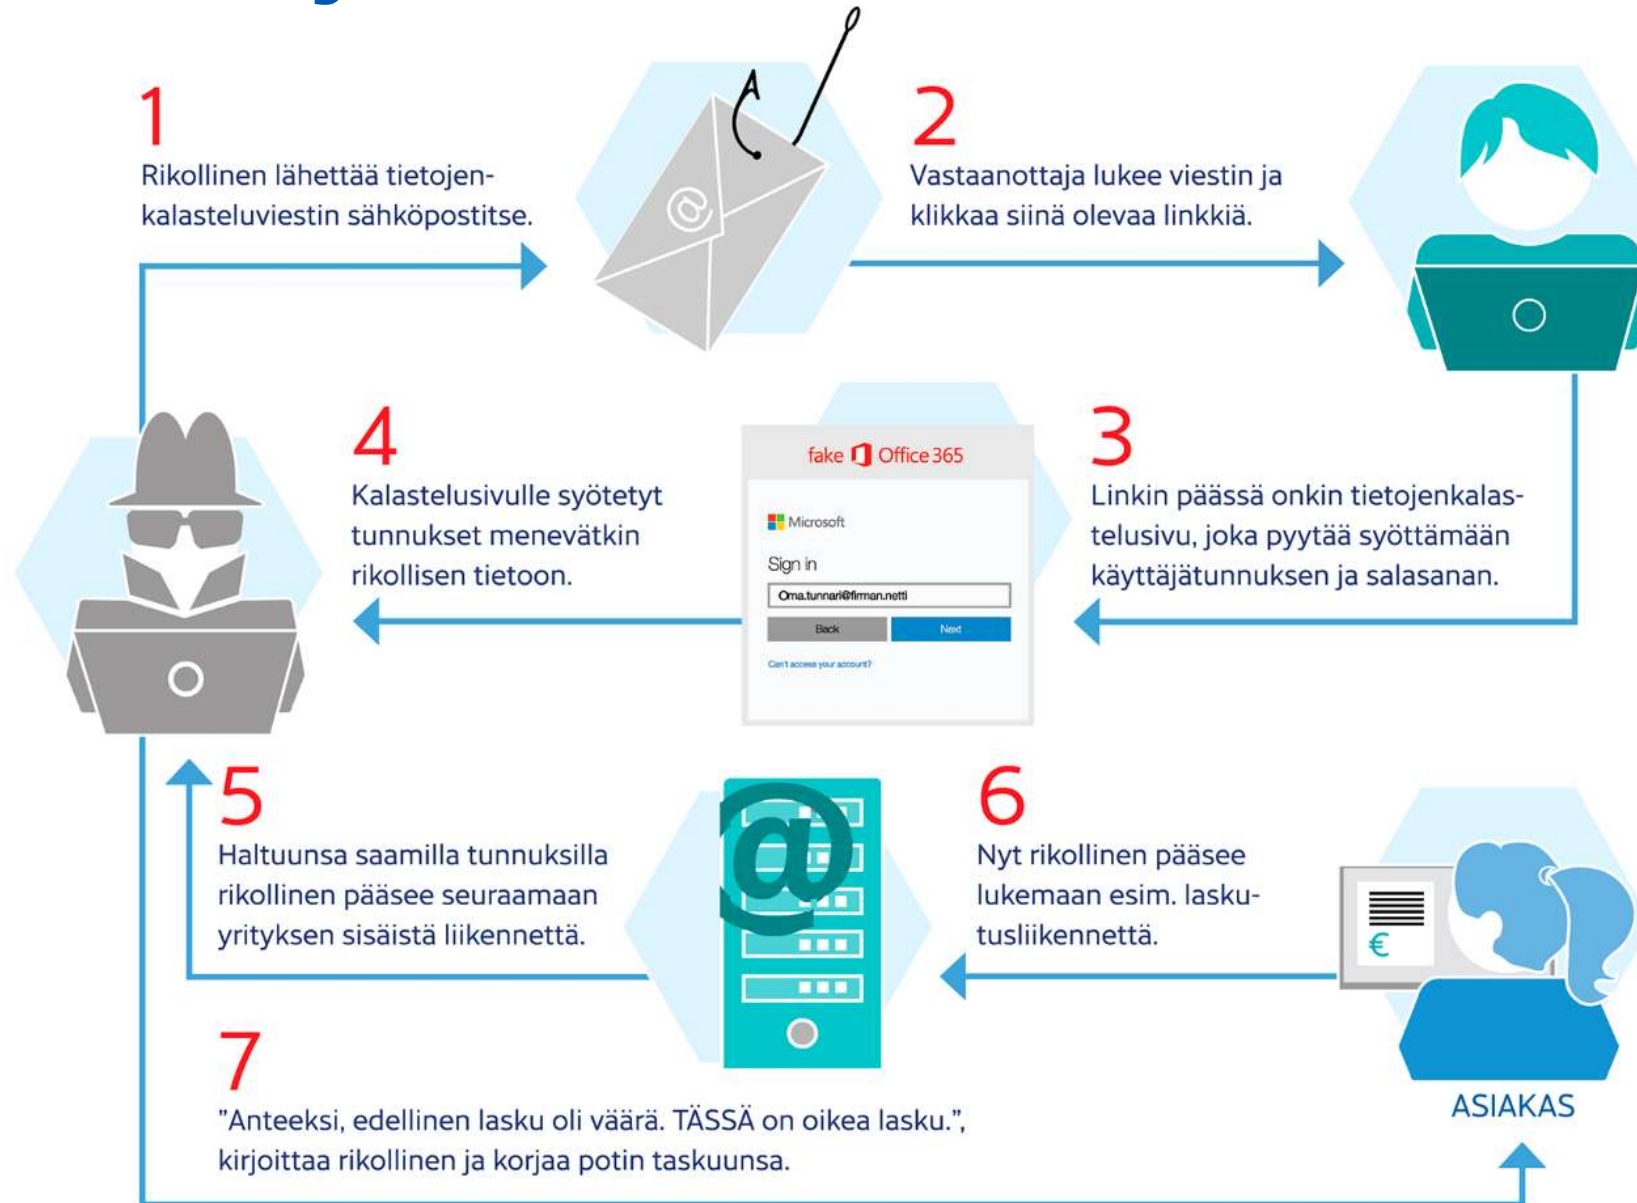 1
Rikollinen lähettää tietojen-
kalasteluviestin sähköpostitse.
@
2
Vastaanottaja lukee viestin ja
klikkaa siinä olevaa linkkiä.
3
Linkin päässä onkin tietojenkalas-
telusivu, joka pyytää syöttämään
käyttäjätunnuksen ja salasanan.
fake Office 365
Microsoft
Sign in
Oma.tunnari@firman.netti
Back
Next
Can't access your account?
4
Kalastelusivulle syötetyt
tunnukset menevätkin
rikollisen tietoon.
5
Haltuunsa saamilla tunnuksilla
rikollinen pääsee seuraamaan
yrityksen sisäistä liikennettä.
@
6
Nyt rikollinen pääsee
lukemaan esim. lasku-
tusliikennettä.
€
ASIAKAS
7
”Anteeksi, edellinen lasku oli väärä. TÄSSÄ on oikea lasku.”,
kirjoittaa rikollinen ja korjaa potin taskuunsa.